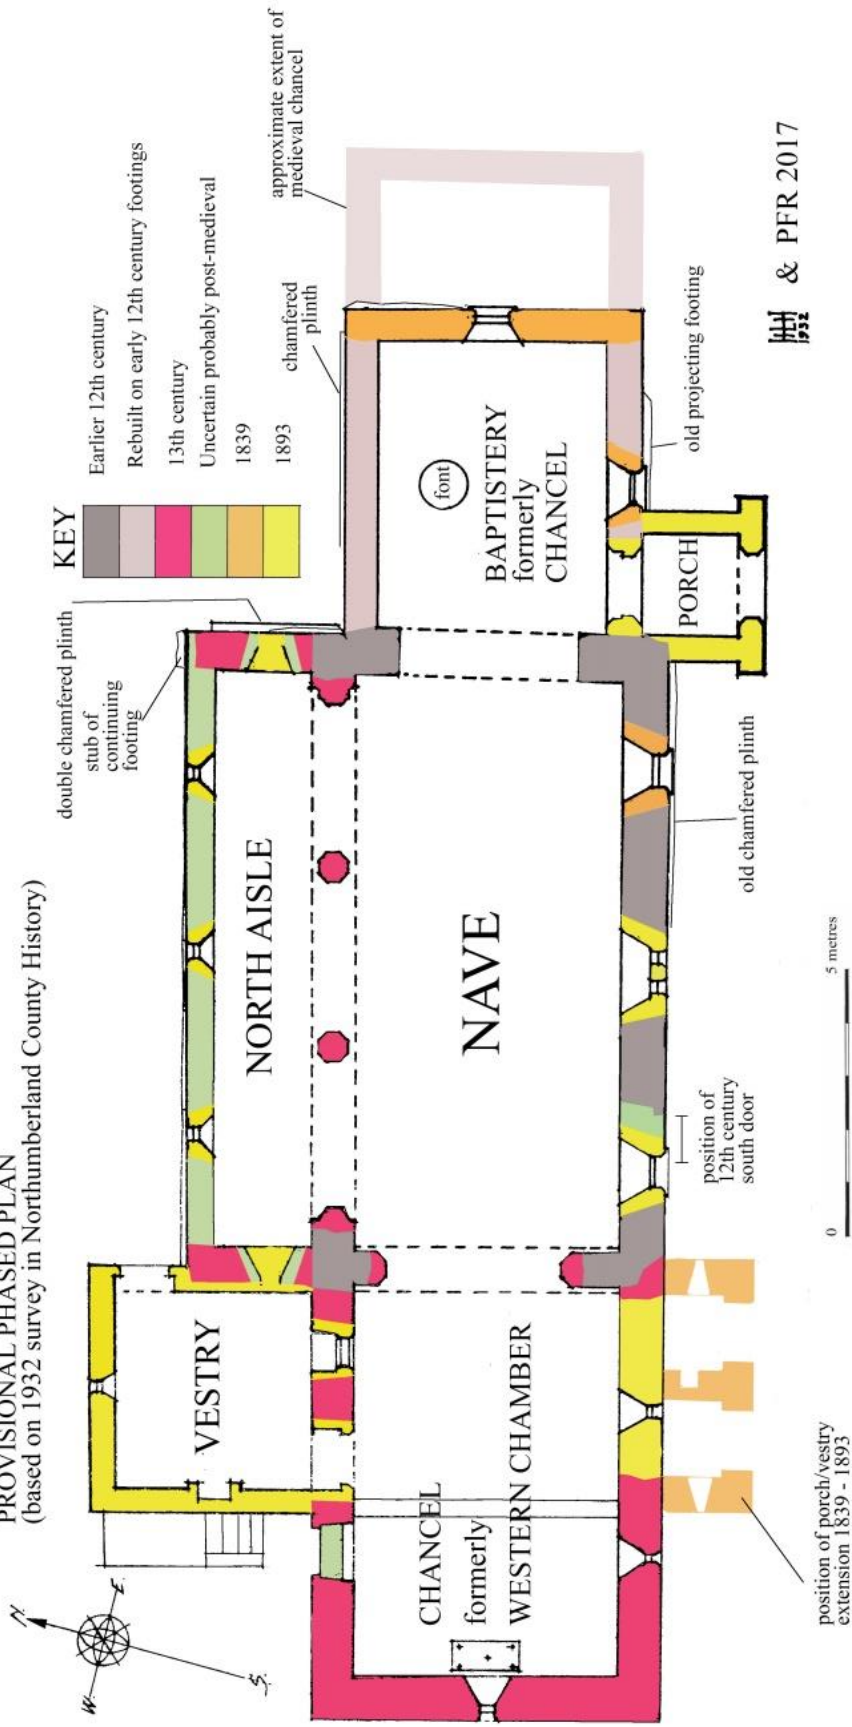 PROVISIONAL PHASED PLAN
(based on 1932 survey in Northumberland County History)
N.
W.
E.
S.
KEY
Earlier 12th century
Rebuilt on early 12th century footings
13th century
Uncertain probably post-medieval
1839
1893
double chamfered plinth
stub of
continuing
footing
chamfered
plinth
approximate extent of
medieval chancel
VESTRY
NORTH AISLE
NAVE
CHANCEL
formerly
WESTERN CHAMBER
font
BAPTISTERY
formerly
CHANCEL
PORCH
old projecting footing
old chamfered plinth
position of
12th century
south door
position of porch/vestry
extension 1839 - 1893
0
5 metres
1932
& PFR 2017